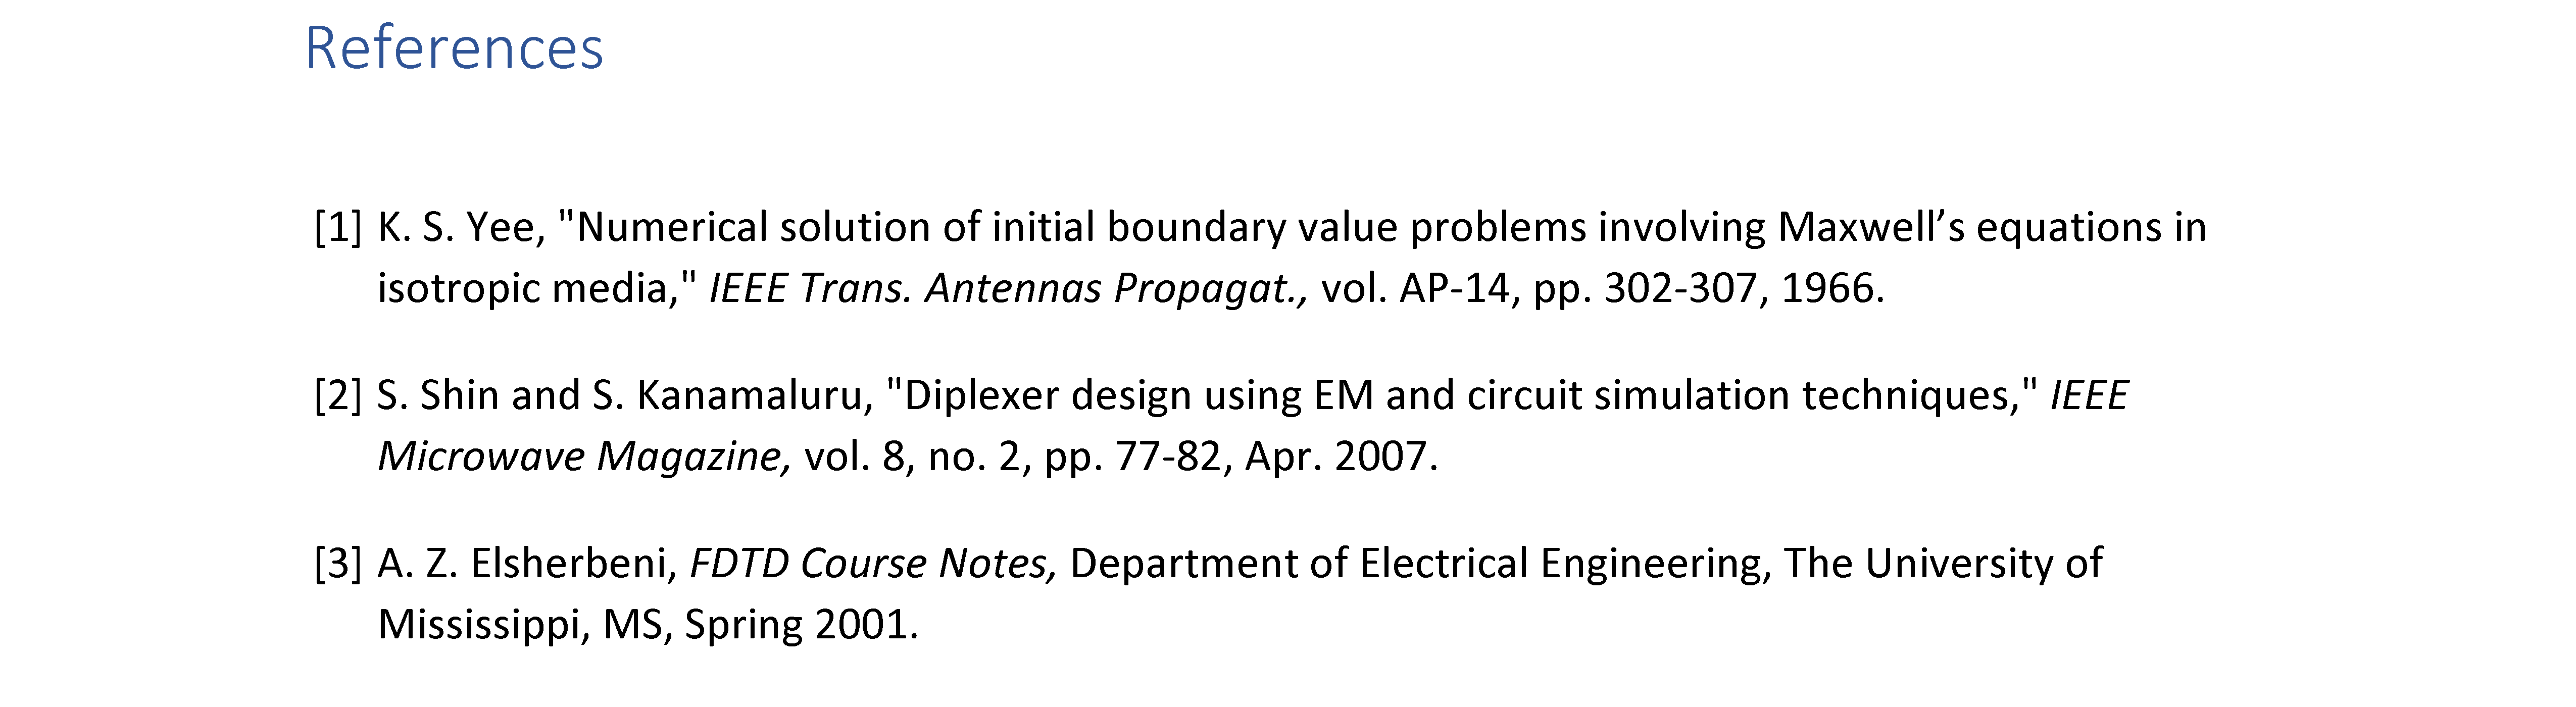 References
[1] K. S. Yee, "Numerical solution of initial boundary value problems involving Maxwell’s equations in
isotropic media," IEEE Trans. Antennas Propagat., vol. AP-14, pp. 302-307, 1966.
[2] S. Shin and S. Kanamaluru, "Diplexer design using EM and circuit simulation techniques," IEEE
Microwave Magazine, vol. 8, no. 2, pp. 77-82, Apr. 2007.
[3] A. Z. Elsherbeni, FDTD Course Notes, Department of Electrical Engineering, The University of
Mississippi, MS, Spring 2001.